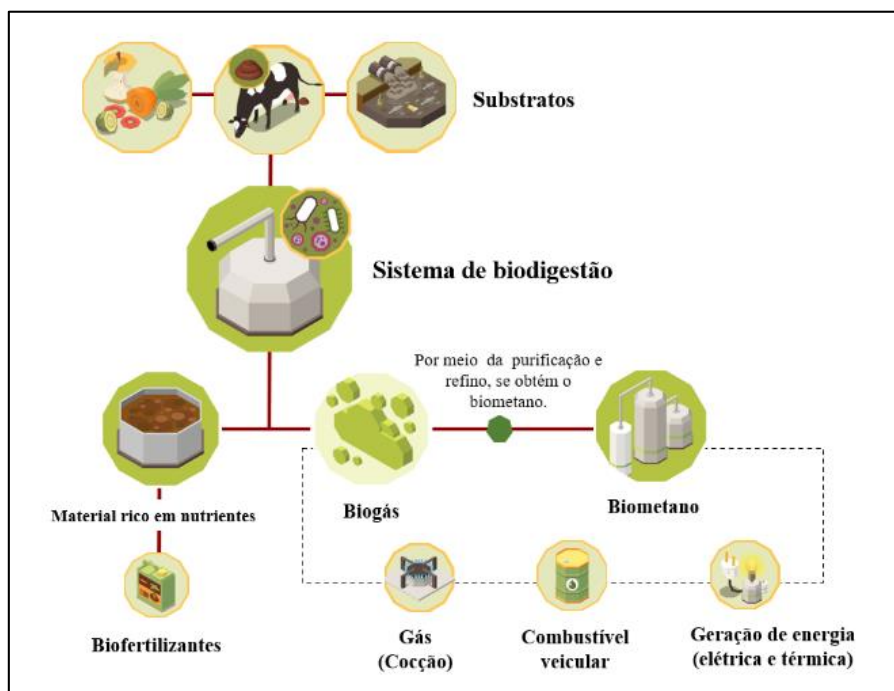 Substratos
Sistema de biodigestão
Por meio da purificação e
refino, se obtém o
biometano.
Material rico em nutrientes
Biogás
Biometano
Biofertilizantes
Gás
(Cocção)
Combustível
veicular
Geração de energia
(elétrica e térmica)